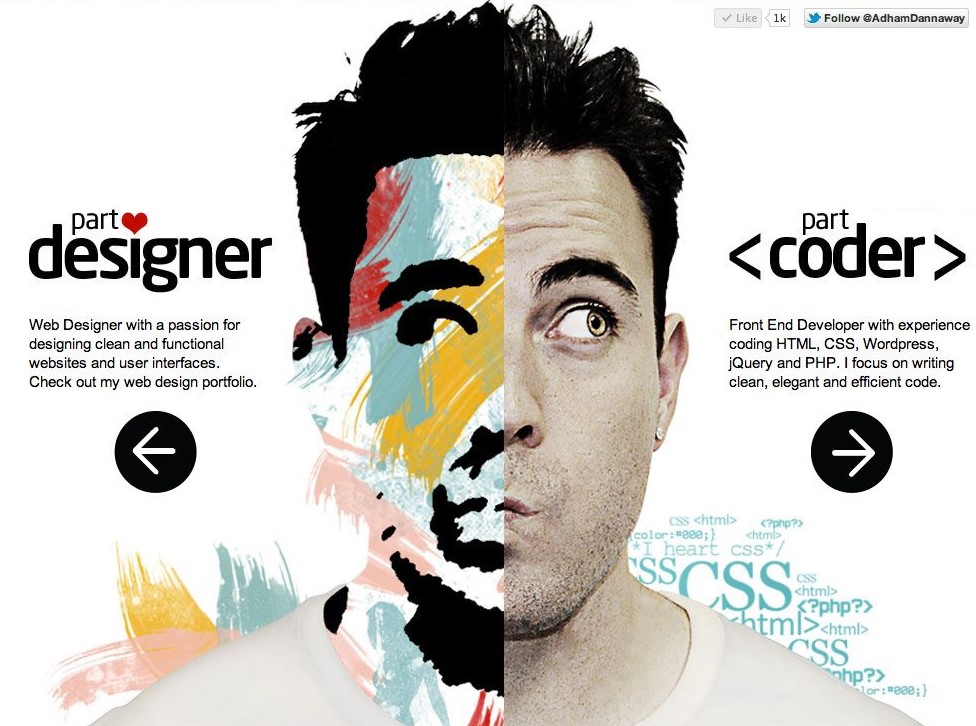 Like 1k Follow @AdhamDannaway
part
designer
Web Designer with a passion for
designing clean and functional
websites and user interfaces.
Check out my web design portfolio.
part
<coder>
Front End Developer with experience
coding HTML, CSS, Wordpress,
jQuery and PHP. I focus on writing
clean, elegant and efficient code.
css <html> <?php?>
color:#000;} <html>
*I heart css*/
css CSS css
<html>
<?php?>
html> <html>
css
?php?>
lor:#000;}